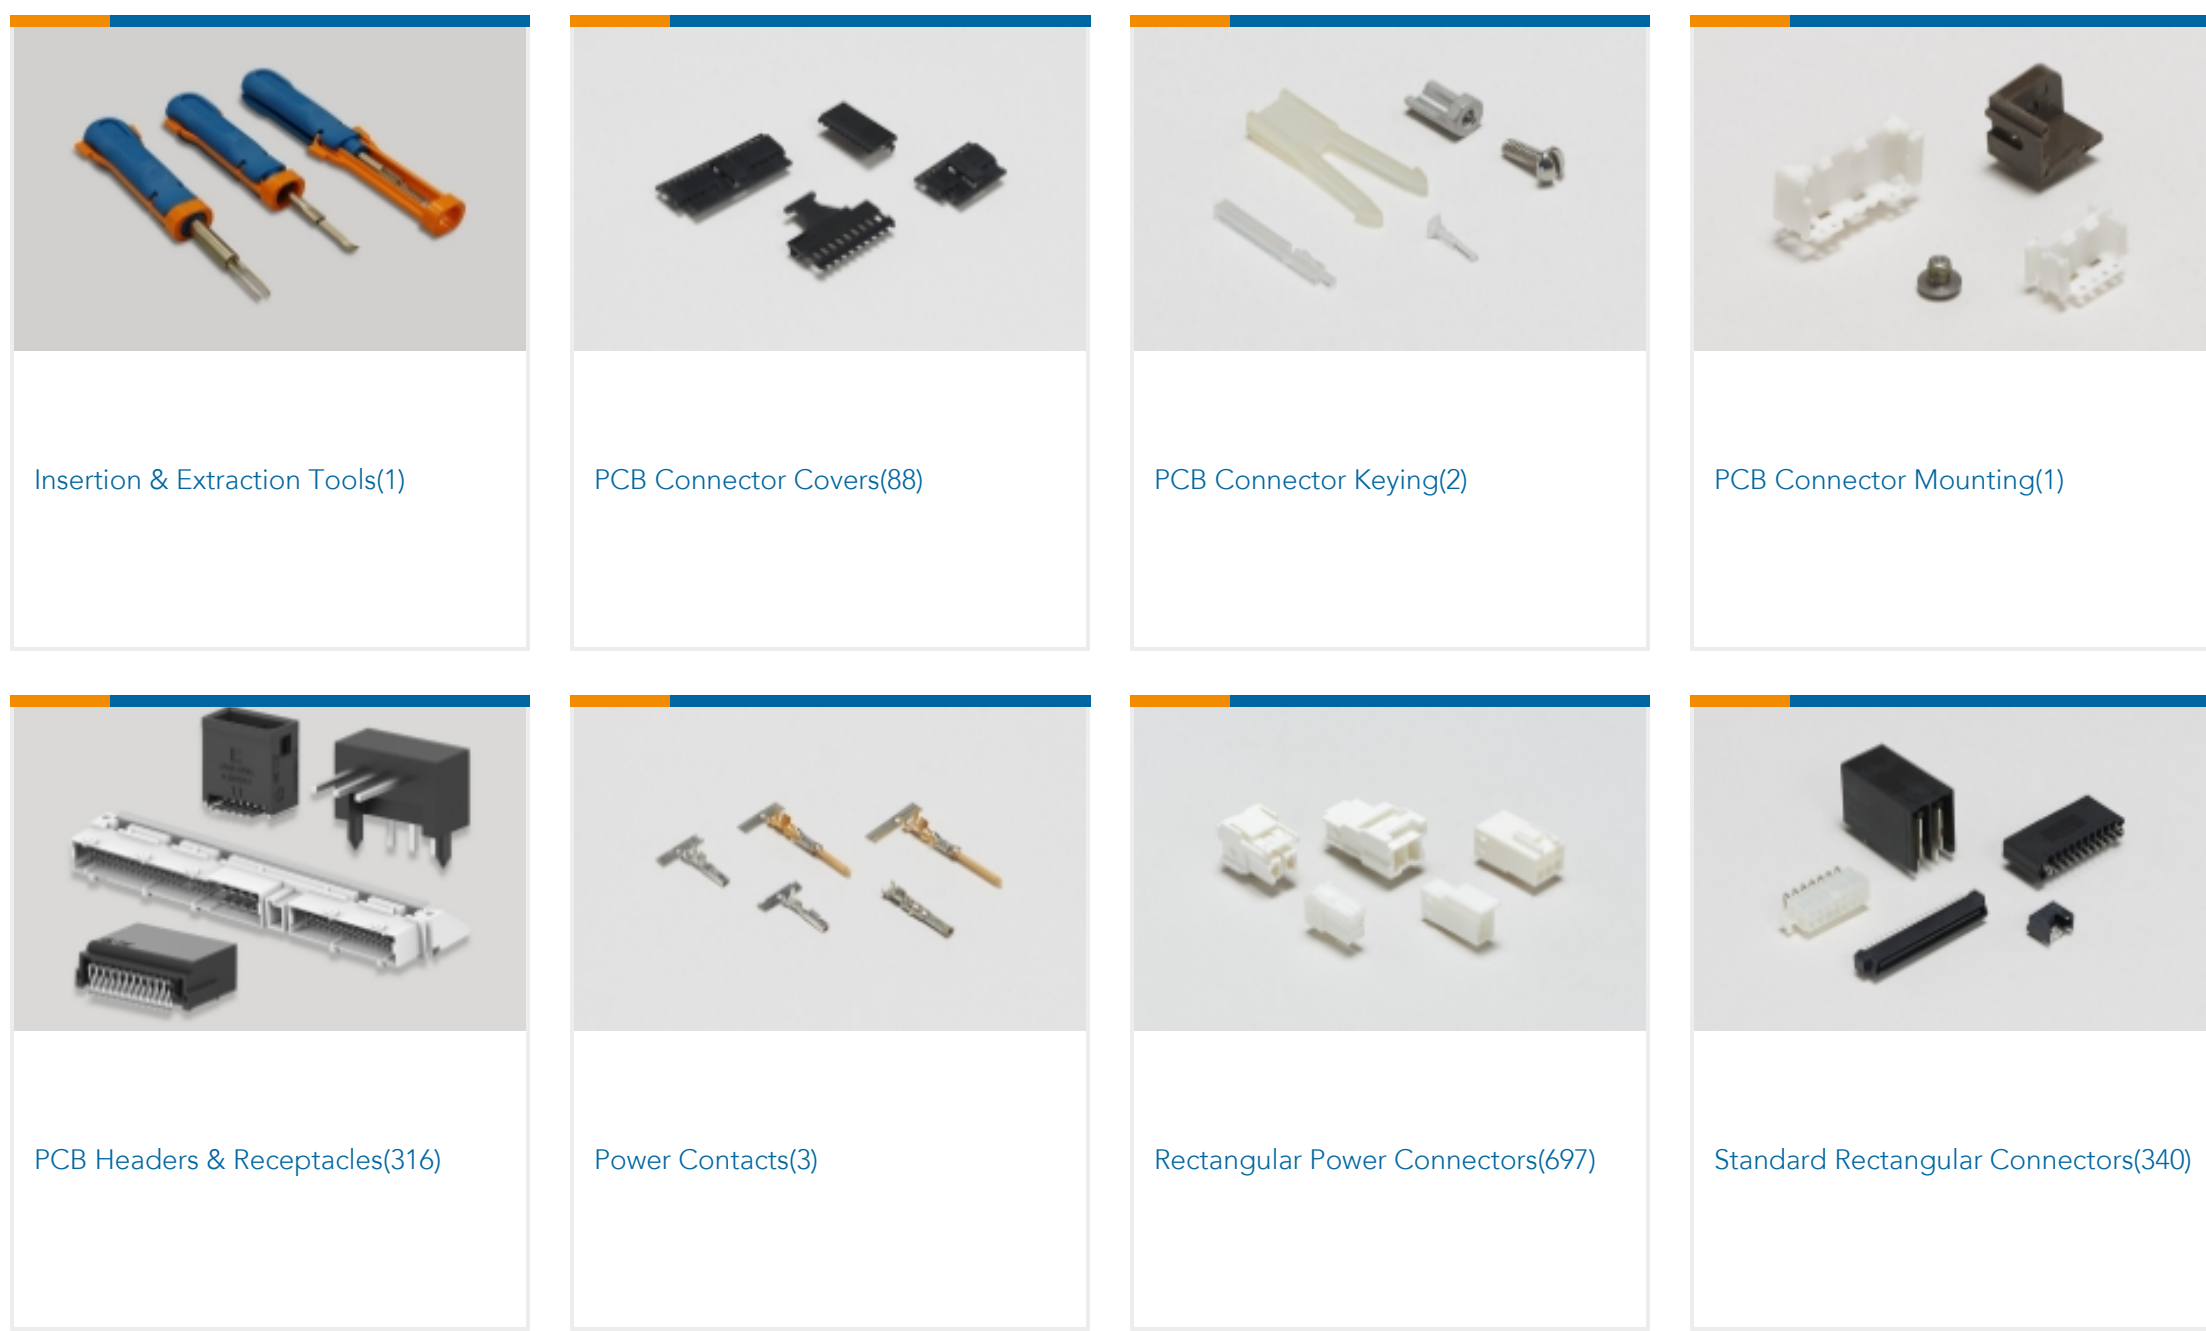 Insertion & Extraction Tools(1)
PCB Connector Covers(88)
PCB Connector Keying(2)
PCB Connector Mounting(1)
PCB Headers & Receptacles(316)
Power Contacts(3)
Rectangular Power Connectors(697)
Standard Rectangular Connectors(340)